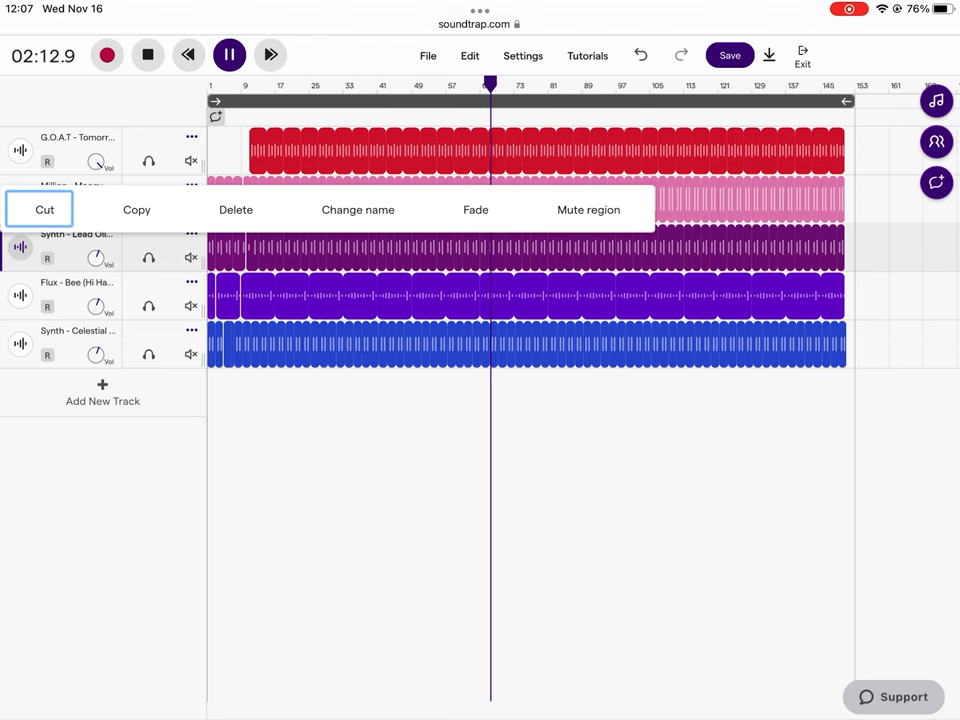 12:07 Wed Nov 16
76%
soundtrap.com
02:12.9
File Edit Settings Tutorials Save Exit
1 9 17 25 33 41 49 57 73 81 89 97 105 113 121 129 137 145 153 161
G.O.A.T - Tomorr...
R Vol
Cut Copy Delete Change name Fade Mute region
Synth - Lead Oli...
R Vol
Flux - Bee (Hi Ha...
R Vol
Synth - Celestial ...
R Vol
Add New Track
Support